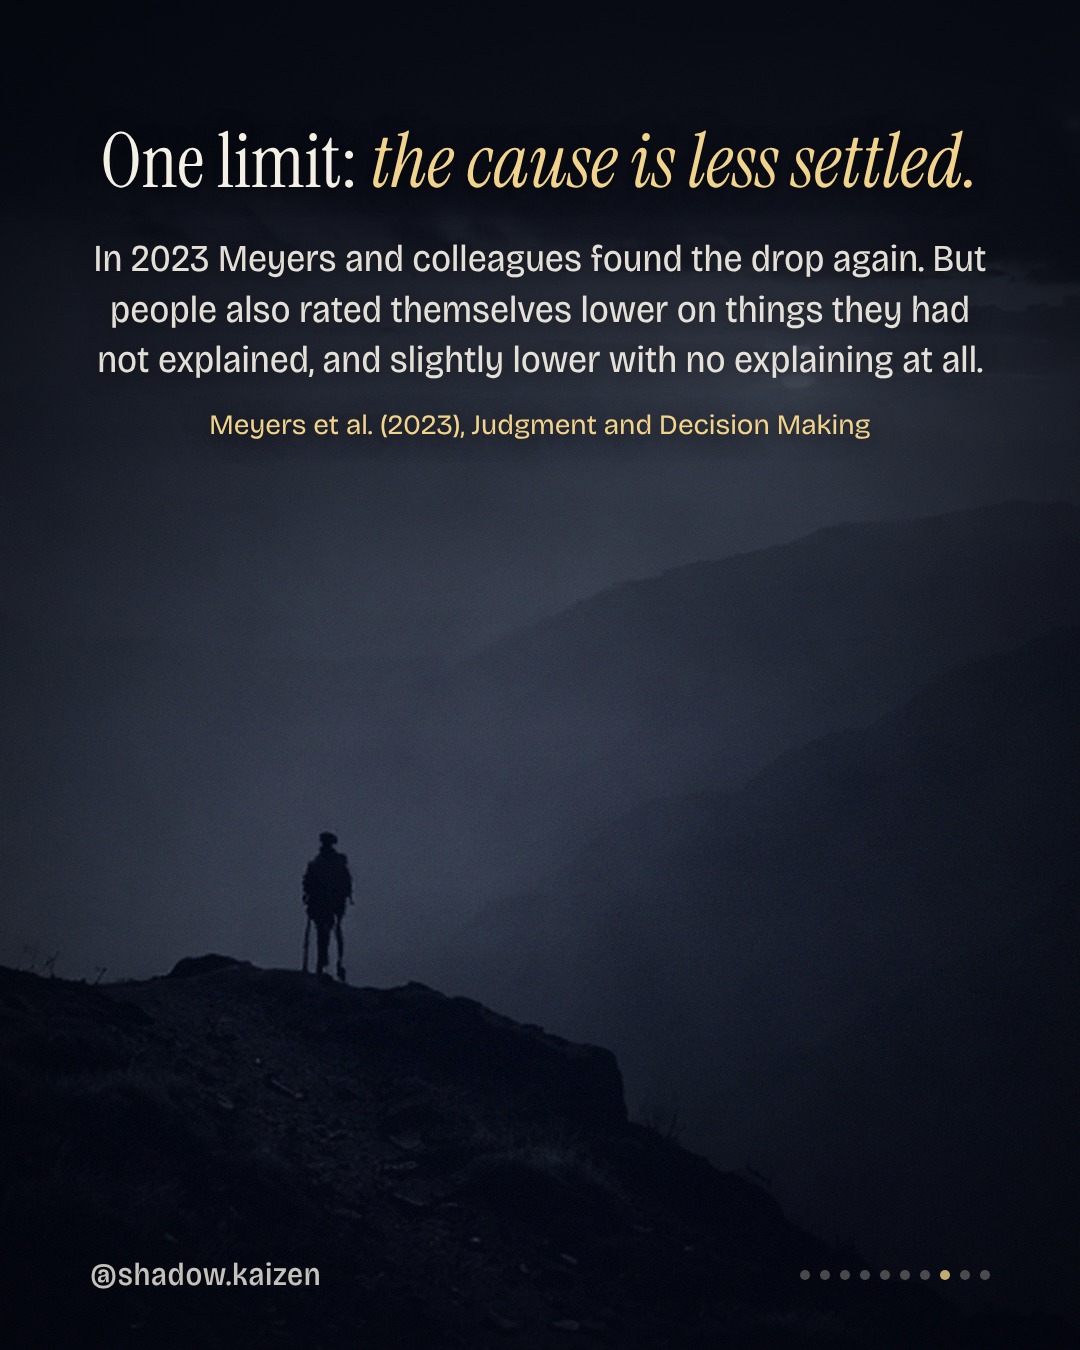 One limit: the cause is less settled.
In 2023 Meyers and colleagues found the drop again. But
people also rated themselves lower on things they had
not explained, and slightly lower with no explaining at all.
Meyers et al. (2023), Judgment and Decision Making
@shadow.kaizen